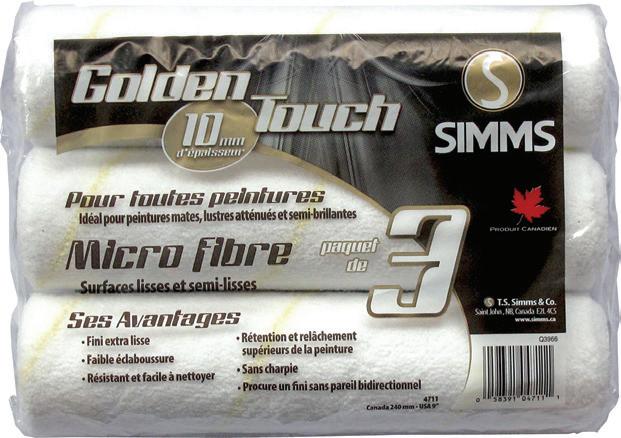 Golden
Touch
10 mm
d'épaisseur
S
SIMMS
Pour toutes peintures
Idéal pour peintures mates, lustres atténués et semi-brillantes
PRODUIT CANADIEN
Micro fibre
paquet
de
3
Surfaces lisses et semi-lisses
Ses Avantages
• Fini extra lisse
• Faible éclaboussure
• Résistant et facile à nettoyer
• Rétention et relâchement
supérieurs de la peinture
• Sans charpie
• Procure un fini sans pareil bidirectionnel
S T.S. Simms & Co.
Saint John, NB, Canada E2L 4C5
www.simms.ca
Q3966
4711
Canada 240 mm - USA 9"
0 58391 04711 1